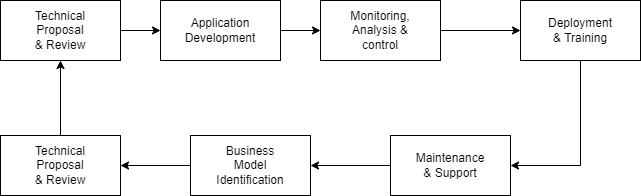 Technical
Proposal
& Review
Application
Development
Monitoring,
Analysis &
control
Deployment
& Training
Technical
Proposal
& Review
Business
Model
Identification
Maintenance
& Support